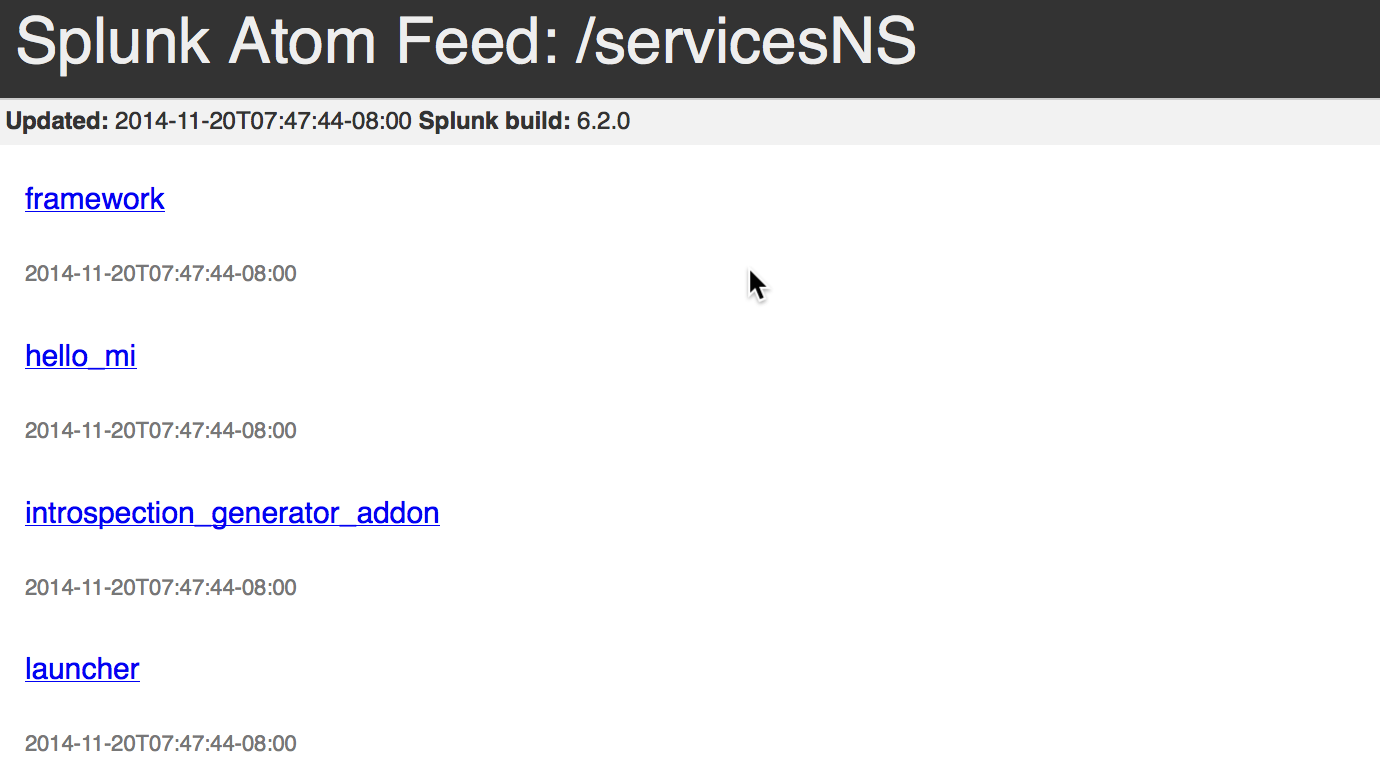 Splunk Atom Feed: /servicesNS
Updated: 2014-11-20T07:47:44-08:00 Splunk build: 6.2.0
framework
2014-11-20T07:47:44-08:00
hello_mi
2014-11-20T07:47:44-08:00
introspection_generator_addon
2014-11-20T07:47:44-08:00
launcher
2014-11-20T07:47:44-08:00